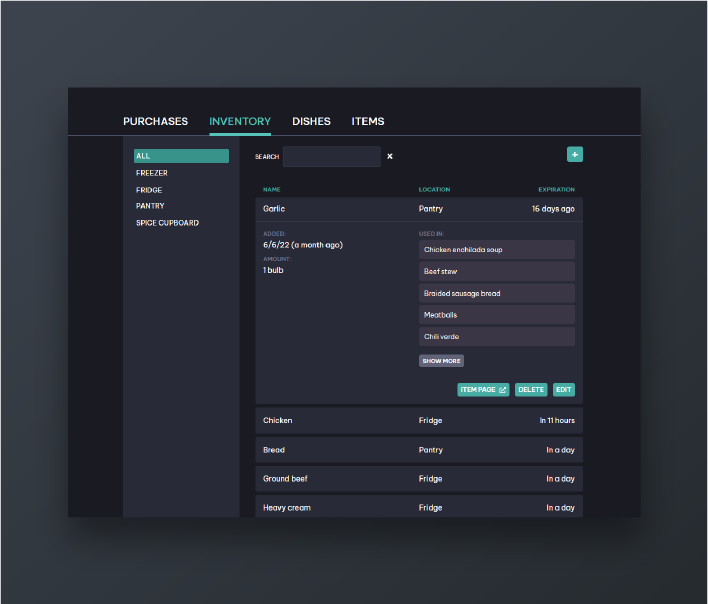 PURCHASES INVENTORY DISHES ITEMS
ALL
FREEZER
FRIDGE
PANTRY
SPICE CUPBOARD
SEARCH
NAME LOCATION EXPIRATION
Garlic Pantry 16 days ago
ADDED:
6/6/22 (a month ago)
AMOUNT:
1 bulb
USED IN:
Chicken enchilada soup
Beef stew
Braided sausage bread
Meatballs
Chili verde
SHOW MORE
ITEM PAGE DELETE EDIT
Chicken Fridge In 11 hours
Bread Pantry In a day
Ground beef Fridge In a day
Heavy cream Fridge In a day